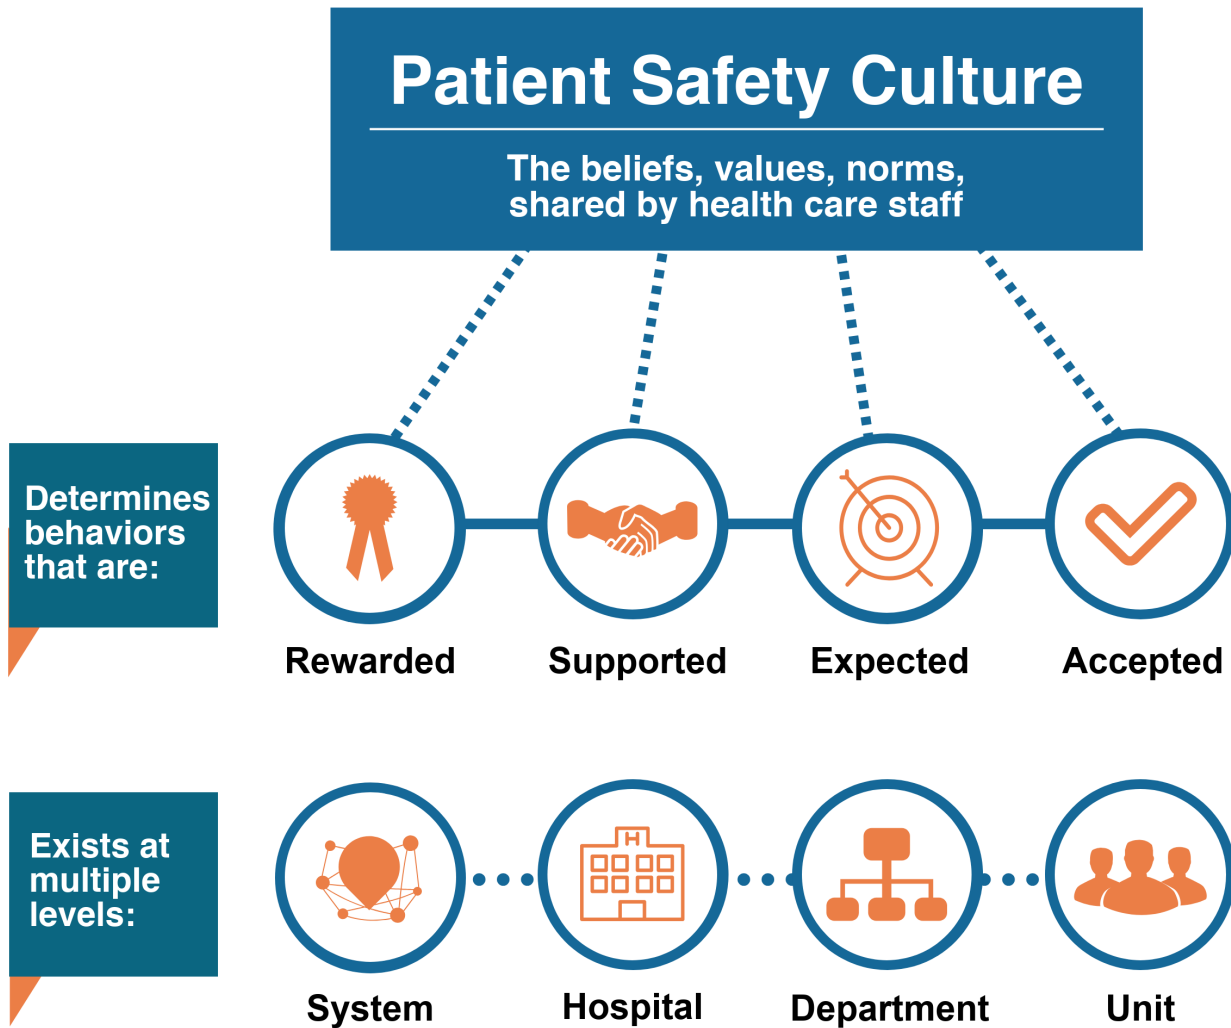 Patient Safety Culture
The beliefs, values, norms,
shared by health care staff
Determines
behaviors
that are:
Rewarded
Supported
Expected
Accepted
Exists at
multiple
levels:
H
System
Hospital
Department
Unit